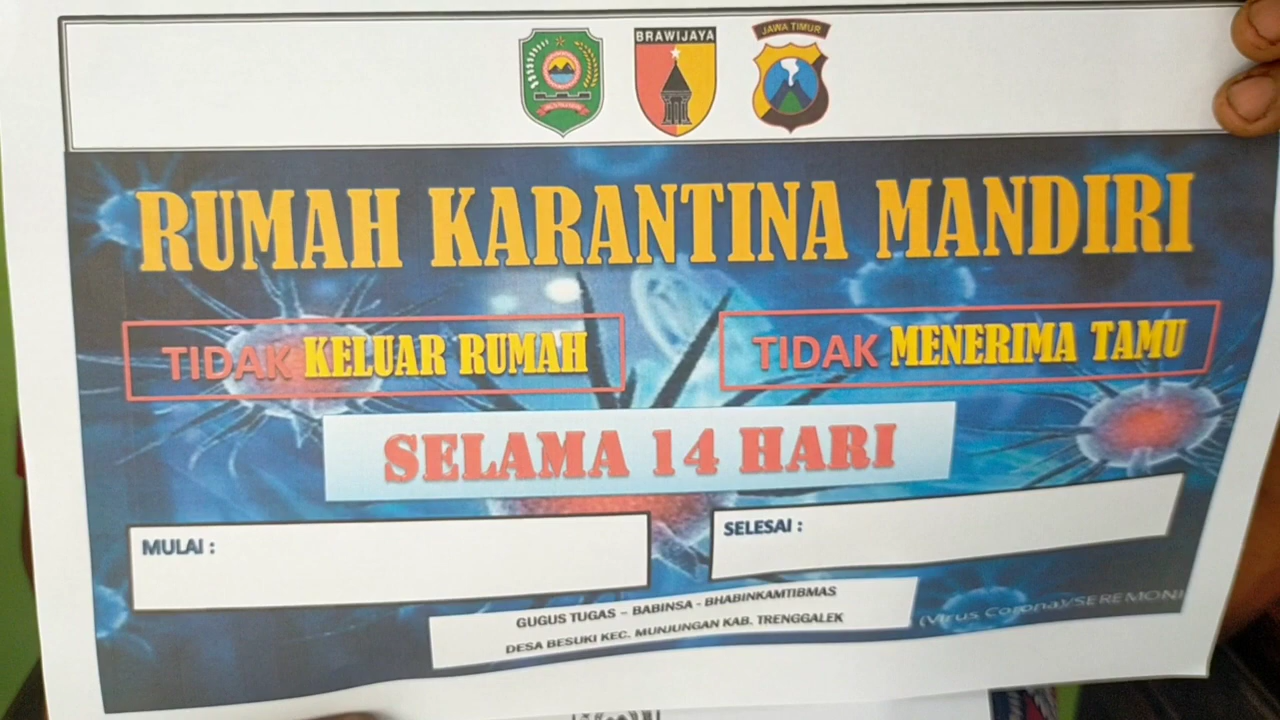 BRAWIJAYA
JAWA TIMUR
RUMAH KARANTINA MANDIRI
TIDAK KELUAR RUMAH
TIDAK MENERIMA TAMU
SELAMA 14 HARI
MULAI :
SELESAI :
GUGUS TUGAS – BABINSA - BHABINKAMTIBMAS
DESA BESUKI KEC. MUNJUNGAN KAB. TRENGGALEK
(Virus Corona)/SEREMONI